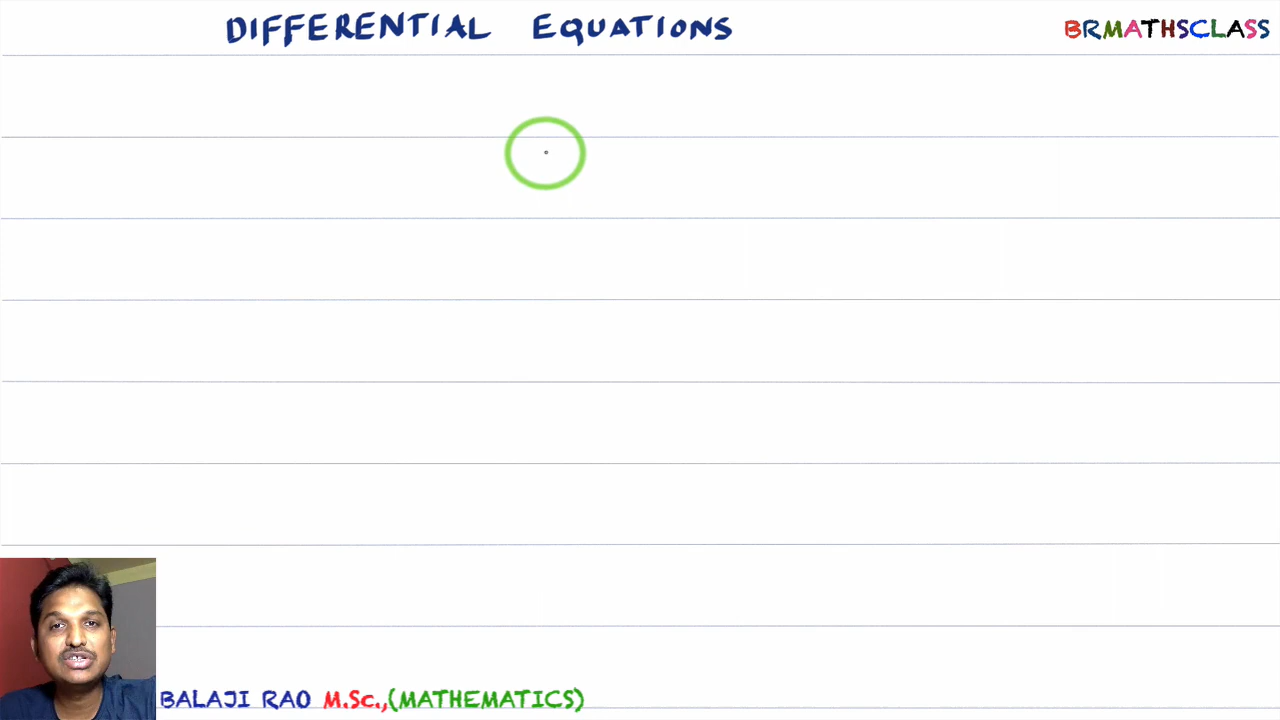 DIFFERENTIAL EQUATIONS
BRMATHSCLASS
BALAJI RAO M.Sc.,(MATHEMATICS)